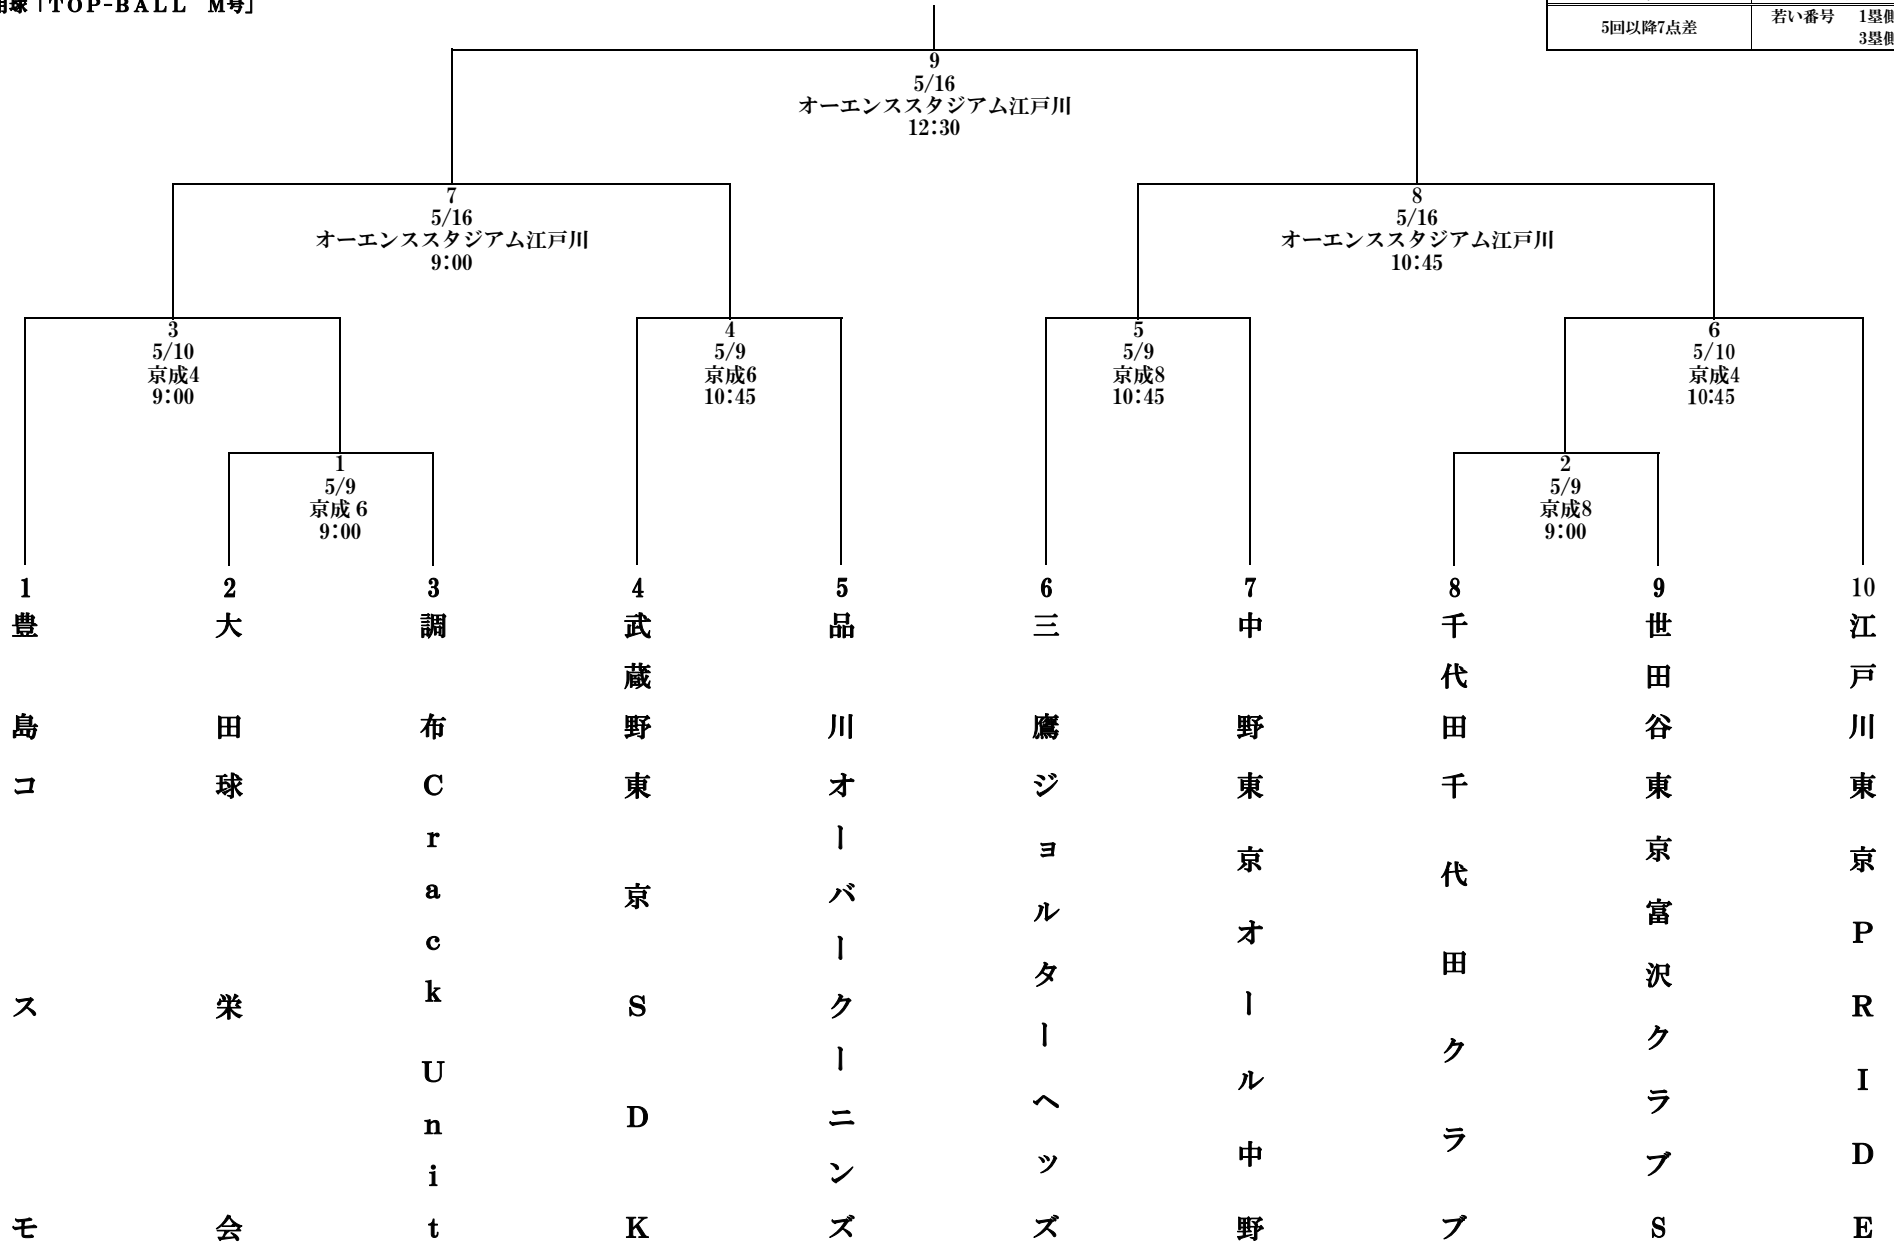 「TOP-BALL　M号」
5回以降7点差
若い番号　1塁側
3塁側
9
5/16
オーエンススタジアム江戸川
12:30
7
5/16
オーエンススタジアム江戸川
9:00
8
5/16
オーエンススタジアム江戸川
10:45
3
5/10
京成4
9:00
4
5/9
京成6
10:45
5
5/9
京成8
10:45
6
5/10
京成4
10:45
1
5/9
京成６
9:00
2
5/9
京成8
9:00
1
豊島
コスモ
2
大田
球栄会
3
調布
Crack Unit
4
武蔵野
東京SDK
5
品川
オーバークーニンズ
6
三鷹
ジョルターヘッズ
7
中野
東京オール中野
8
千代田
千代田クラブ
9
世田谷
東京富沢クラブS
10
江戸川
東京PRIDE